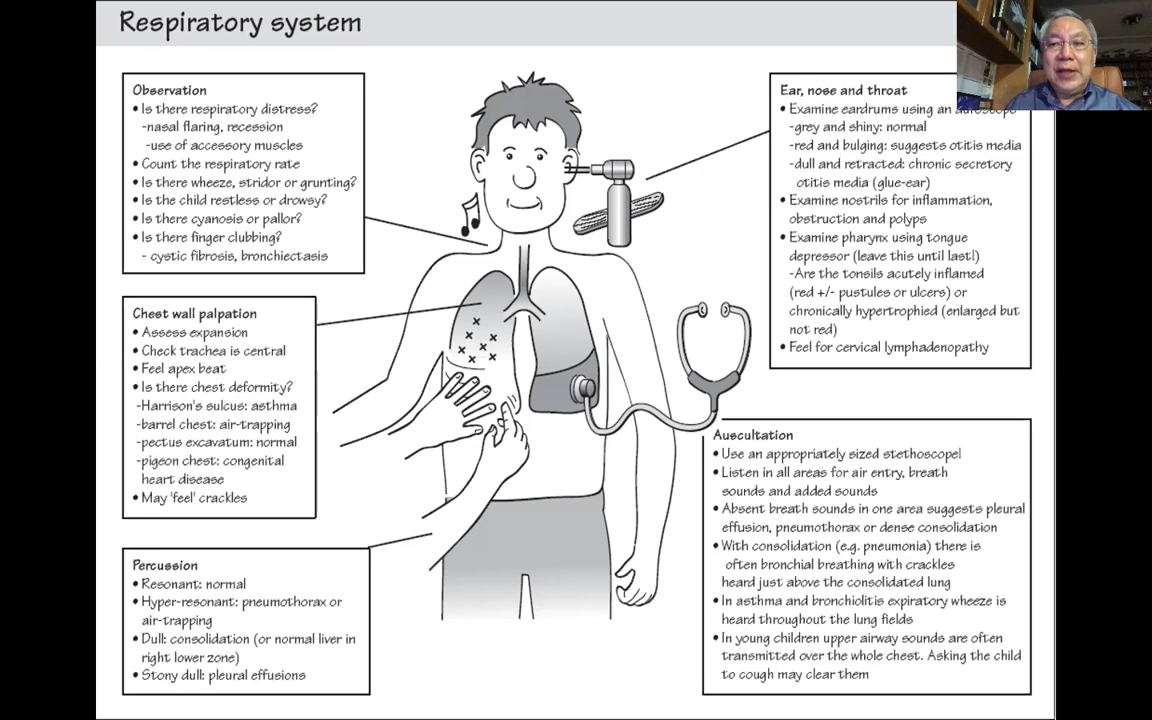 Respiratory system
Observation
• Is there respiratory distress?
-nasal flaring, recession
-use of accessory muscles
• Count the respiratory rate
• Is there wheeze, stridor or grunting?
• Is the child restless or drowsy?
• Is there cyanosis or pallor?
• Is there finger clubbing?
- cystic fibrosis, bronchiectasis
Chest wall palpation
• Assess expansion
• Check trachea is central
• Feel apex beat
• Is there chest deformity?
-Harrison's sulcus: asthma
-barrel chest: air-trapping
-pectus excavatum: normal
-pigeon chest: congenital
heart disease
• May 'feel' crackles
Percussion
• Resonant: normal
• Hyper-resonant: pneumothorax or
air-trapping
• Dull: consolidation (or normal liver in
right lower zone)
• Stony dull: pleural effusions
Ear, nose and throat
• Examine eardrums using an
-grey and shiny: normal
-red and bulging: suggests otitis media
-dull and retracted: chronic secretory
otitis media (glue-ear)
• Examine nostrils for inflammation,
obstruction and polyps
• Examine pharynx using tongue
depressor (leave this until last!)
-Are the tonsils acutely inflamed
(red +/- pustules or ulcers) or
chronically hypertrophied (enlarged but
not red)
• Feel for cervical lymphadenopathy
Auscultation
• Use an appropriately sized stethoscope!
• Listen in all areas for air entry, breath
sounds and added sounds
• Absent breath sounds in one area suggests pleural
effusion, pneumothorax or dense consolidation
• With consolidation (e.g. pneumonia) there is
often bronchial breathing with crackles
heard just above the consolidated lung
• In asthma and bronchiolitis expiratory wheeze is
heard throughout the lung fields
• In young children upper airway sounds are often
transmitted over the whole chest. Asking the child
to cough may clear them